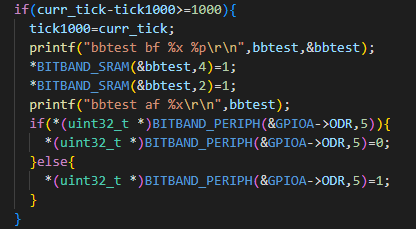 if(curr_tick-tick1000>=1000){
tick1000=curr_tick;
printf("bbtest bf %x %p\r\n",bbtest,&bbtest);
*BITBAND_SRAM(&bbtest,4)=1;
*BITBAND_SRAM(&bbtest,2)=1;
printf("bbtest af %x\r\n",bbtest);
if(*(uint32_t *)BITBAND_PERIPH(&GPIOA->ODR,5)){
*(uint32_t *)BITBAND_PERIPH(&GPIOA->ODR,5)=0;
}else{
*(uint32_t *)BITBAND_PERIPH(&GPIOA->ODR,5)=1;
}
}